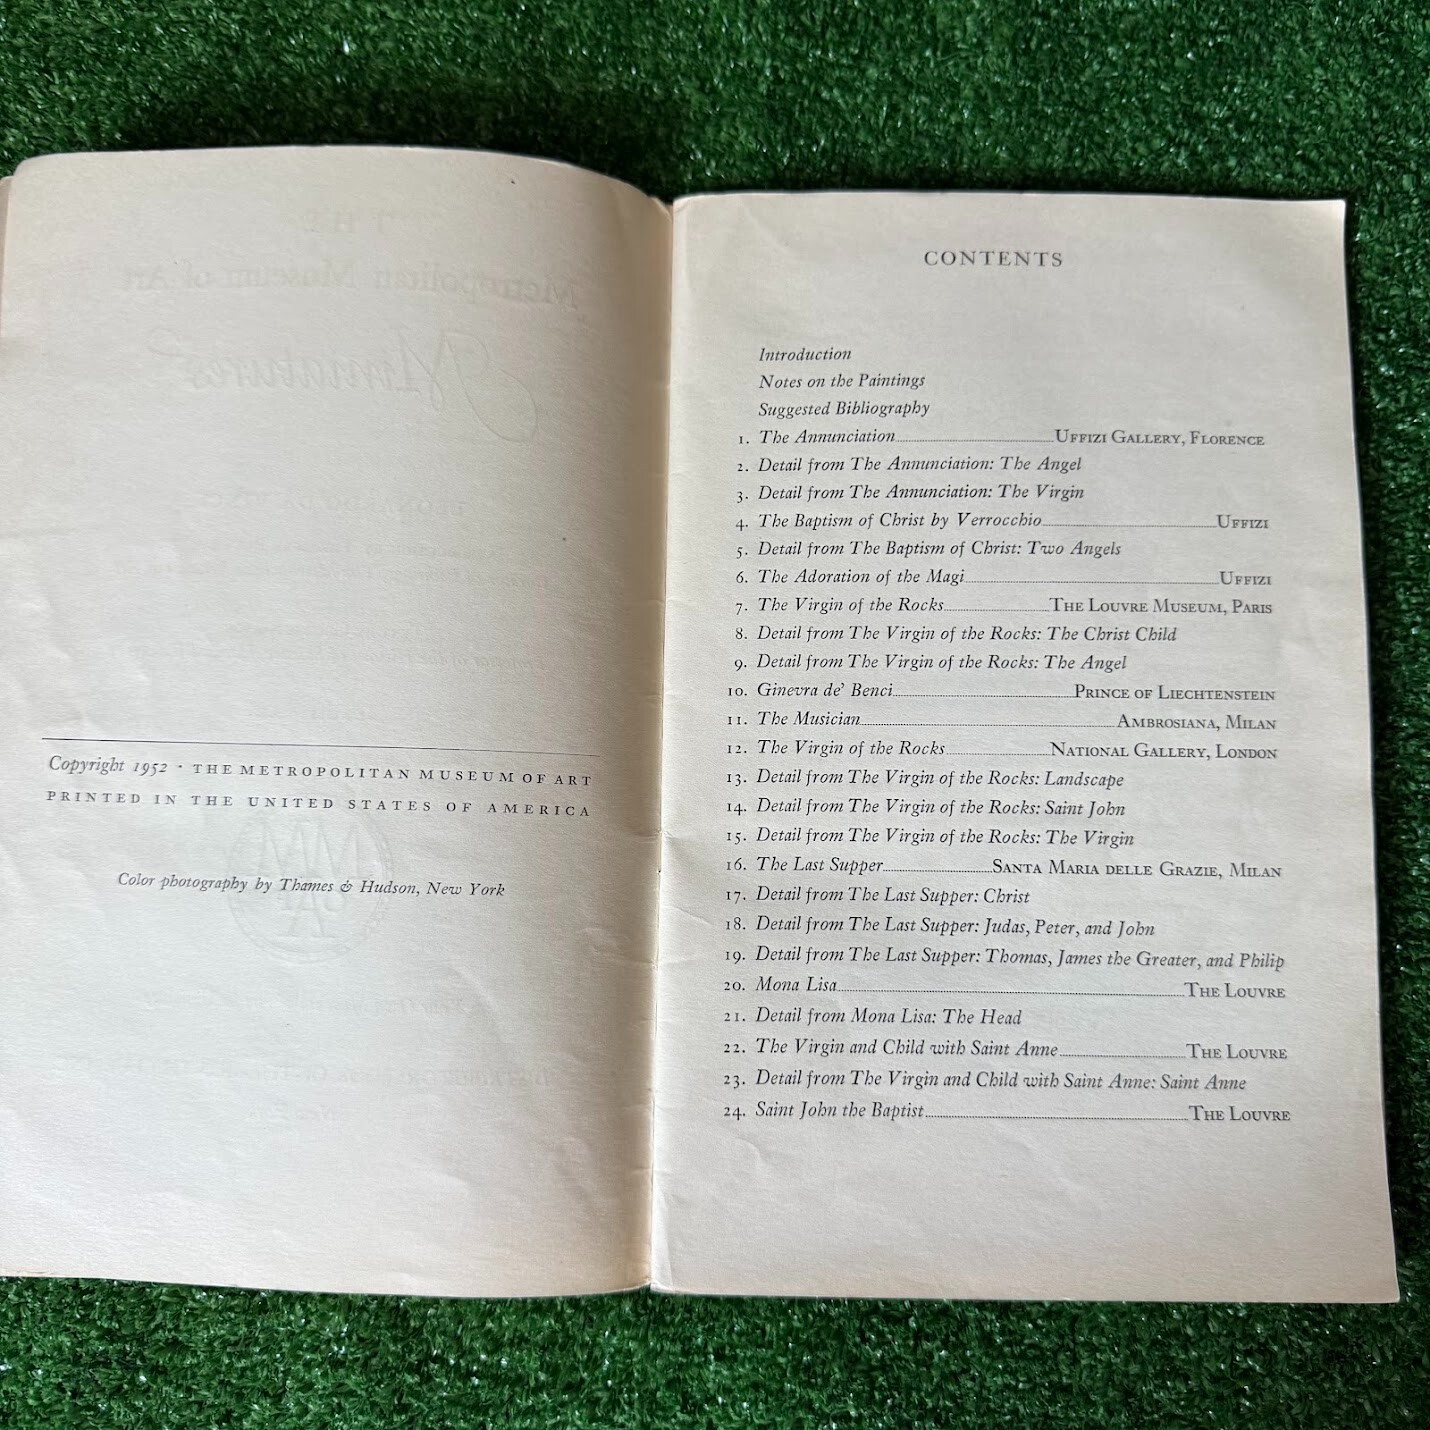 Copyright 1952 · THE METROPOLITAN MUSEUM OF ART
PRINTED IN THE UNITED STATES OF AMERICA
Color photography by Thames & Hudson, New York
CONTENTS
Introduction
Notes on the Paintings
Suggested Bibliography
1. The Annunciation UFFIZI GALLERY, FLORENCE
2. Detail from The Annunciation: The Angel
3. Detail from The Annunciation: The Virgin
4. The Baptism of Christ by Verrocchio UFFIZI
5. Detail from The Baptism of Christ: Two Angels
6. The Adoration of the Magi UFFIZI
7. The Virgin of the Rocks THE LOUVRE MUSEUM, PARIS
8. Detail from The Virgin of the Rocks: The Christ Child
9. Detail from The Virgin of the Rocks: The Angel
10. Ginevra de' Benci PRINCE OF LIECHTENSTEIN
11. The Musician AMBROSIANA, MILAN
12. The Virgin of the Rocks NATIONAL GALLERY, LONDON
13. Detail from The Virgin of the Rocks: Landscape
14. Detail from The Virgin of the Rocks: Saint John
15. Detail from The Virgin of the Rocks: The Virgin
16. The Last Supper SANTA MARIA DELLE GRAZIE, MILAN
17. Detail from The Last Supper: Christ
18. Detail from The Last Supper: Judas, Peter, and John
19. Detail from The Last Supper: Thomas, James the Greater, and Philip
20. Mona Lisa THE LOUVRE
21. Detail from Mona Lisa: The Head
22. The Virgin and Child with Saint Anne THE LOUVRE
23. Detail from The Virgin and Child with Saint Anne: Saint Anne
24. Saint John the Baptist THE LOUVRE